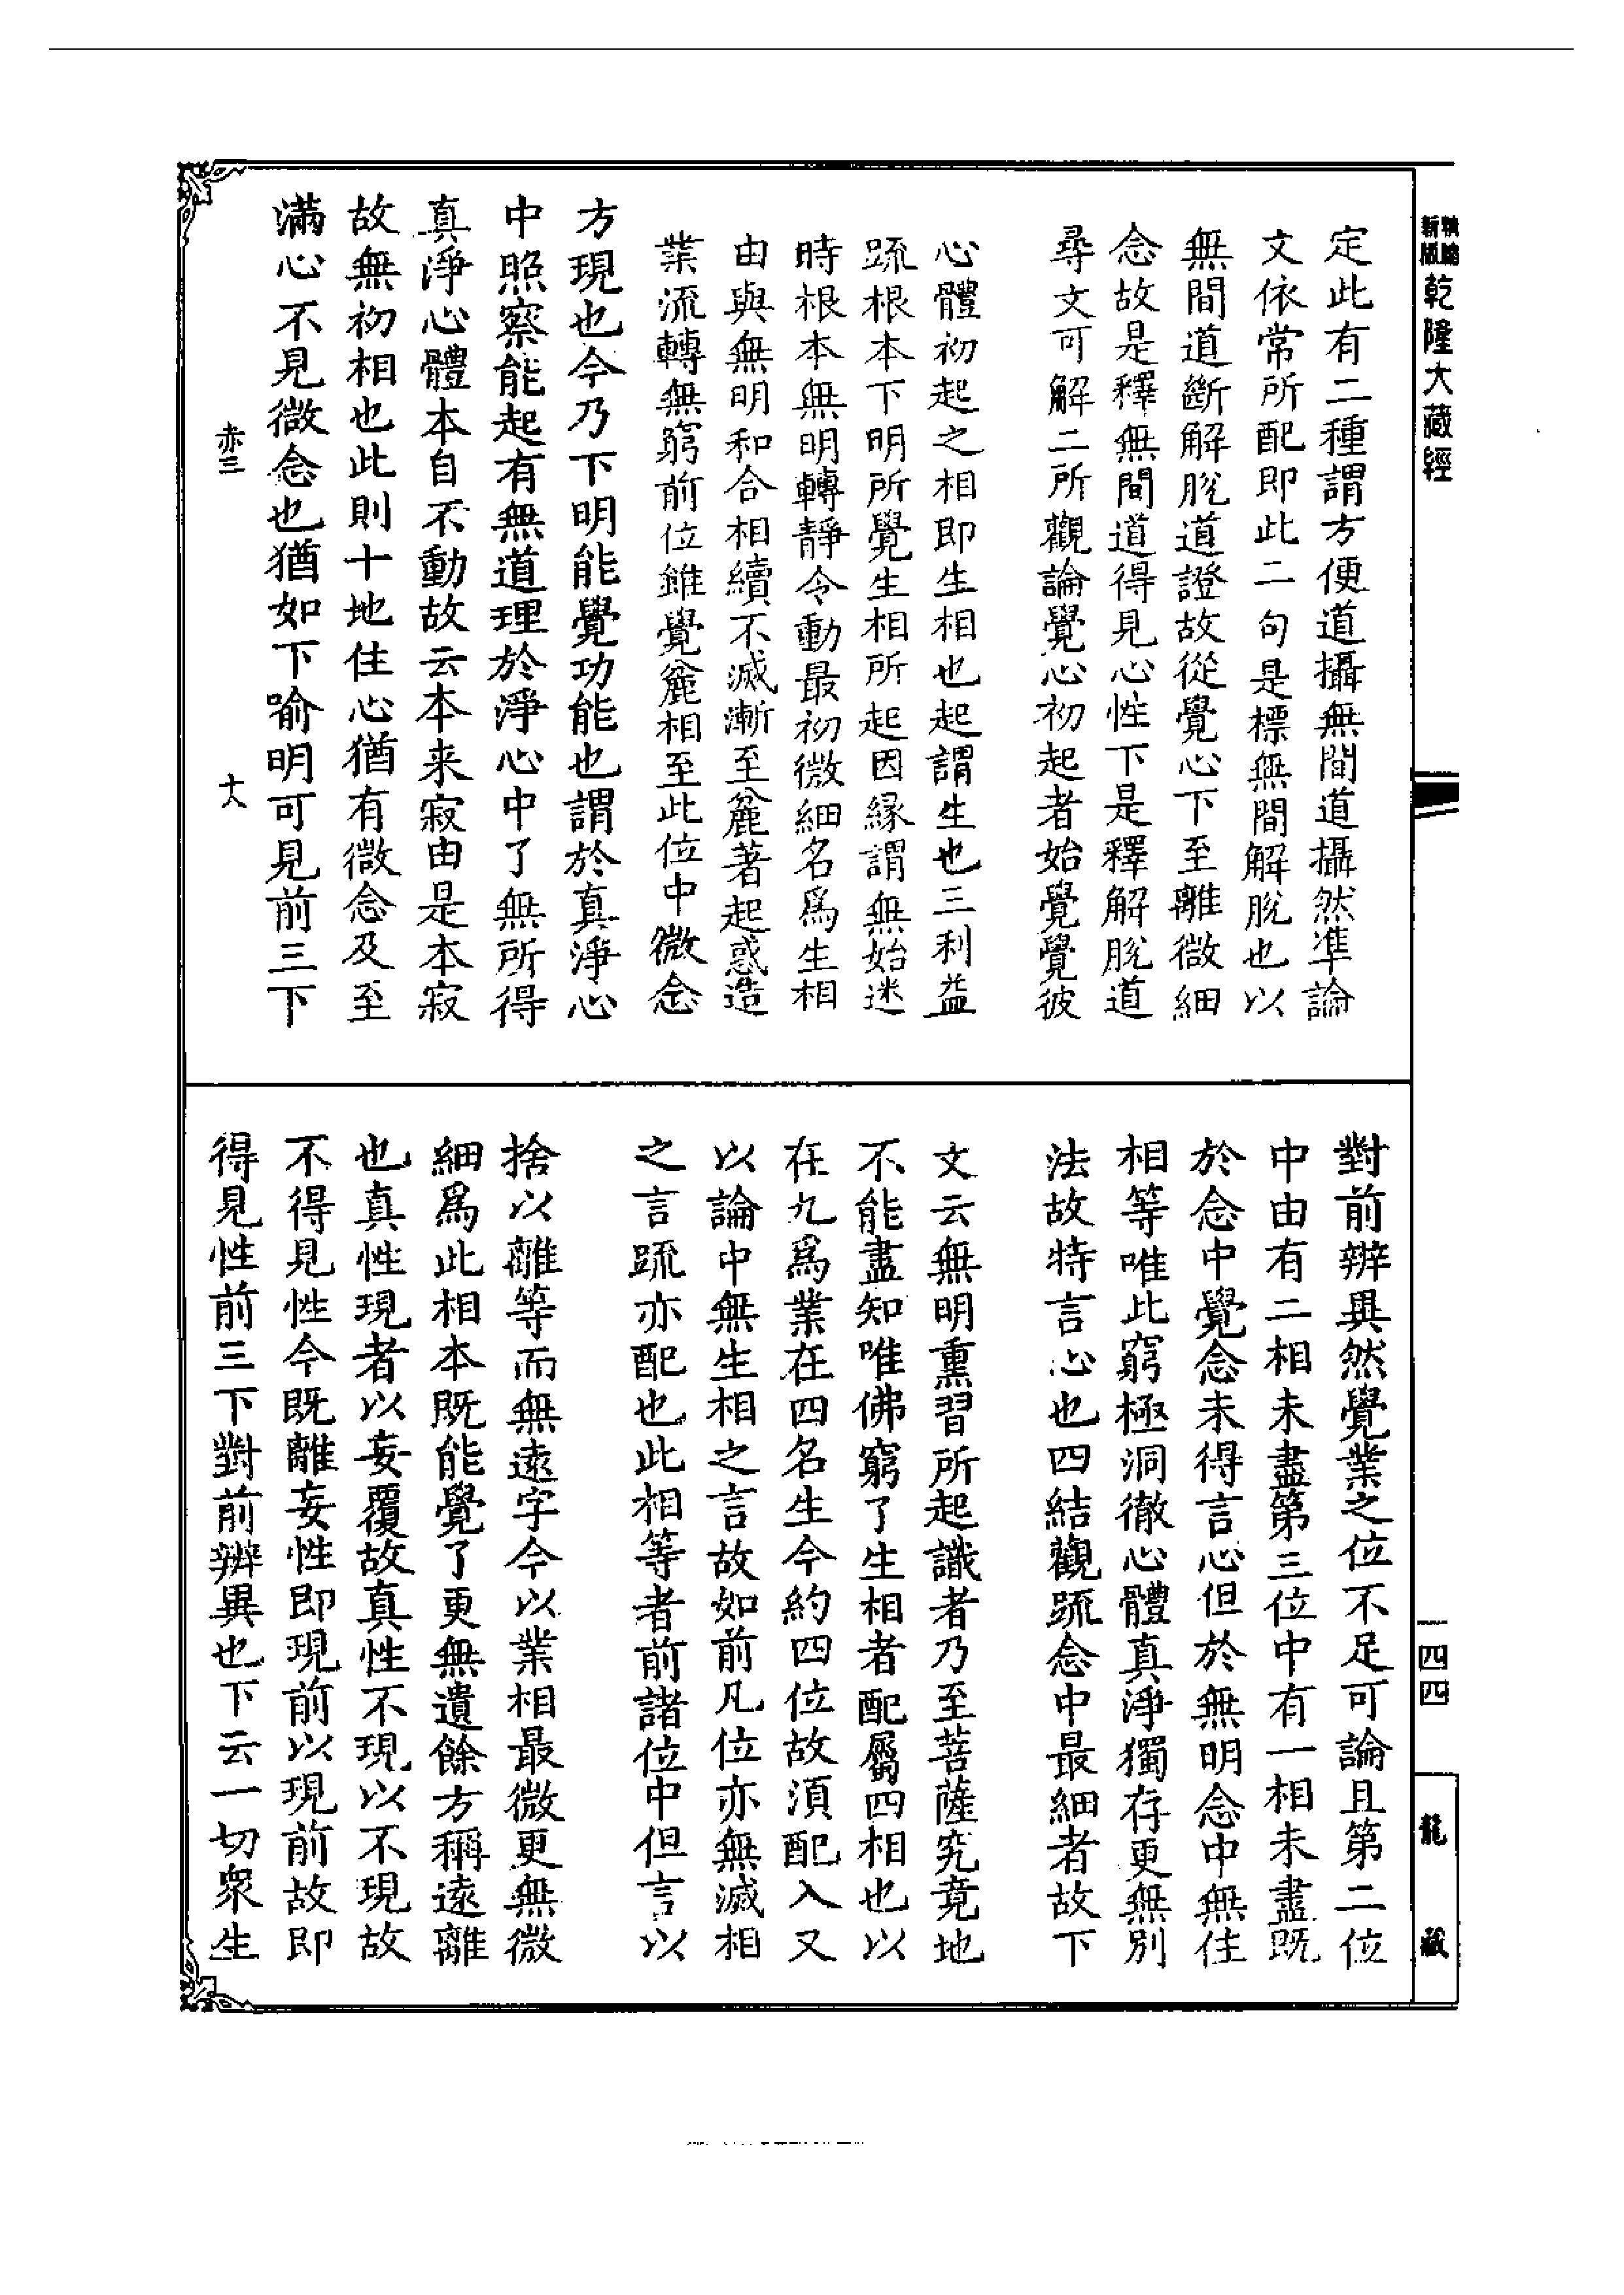 新版
乾隆大藏經
定此有二種謂方便道攝無間道攝然準論
文依常所配即此二句是標無間解脫也以
無間道斷解脫道證故從覺心下至離微細
念故是釋無間道得見心性下是釋解脫道
尋文可解二所觀論覺心初起者始覺覺彼
心體初起之相即生相也起謂生也三利益
䟽根本下明所覺生相所起因緣謂無始迷
時根本無明轉靜令動最初微細名爲生相
由與無明和合相續不滅漸至麄著起惑造
業流轉無窮前位雖覺麄相至此位中微念
方現也今乃下明能覺功能也謂於真淨心
中照察能起有無道理於淨心中了無所得
真淨心體本自不動故云本来寂由是本寂
故無初相也此則十地住心猶有微念及至
滿心不見微念也猶如下喻明可見前三下
赤三
十八
對前辨異然覺業之位不足可論且第二位
中由有二相未盡第三位中有一相未盡既
於念中覺念未得言心但於無明念中無住
相等唯此窮極洞徹心體真淨獨存更無別
法故特言心也四結觀䟽念中最細者故下
文云無明熏習所起識者乃至菩薩究竟地
不能盡知唯佛窮了生相者配屬四相也以
在九爲業在四名生今約四位故須配入又
以論中無生相之言故如前凡位亦無滅相
之言䟽亦配也此相等者前諸位中但言以
捨以離等而無遠字今以業相最微更無微
細爲此相本既能覺了更無遺餘方稱遠離
也真性現者以妄覆故真性不現以不現故
不得見性今既離妄性即現前以現前故即
得見性前三下對前辨異也下云一切衆生
一四四
龍藏